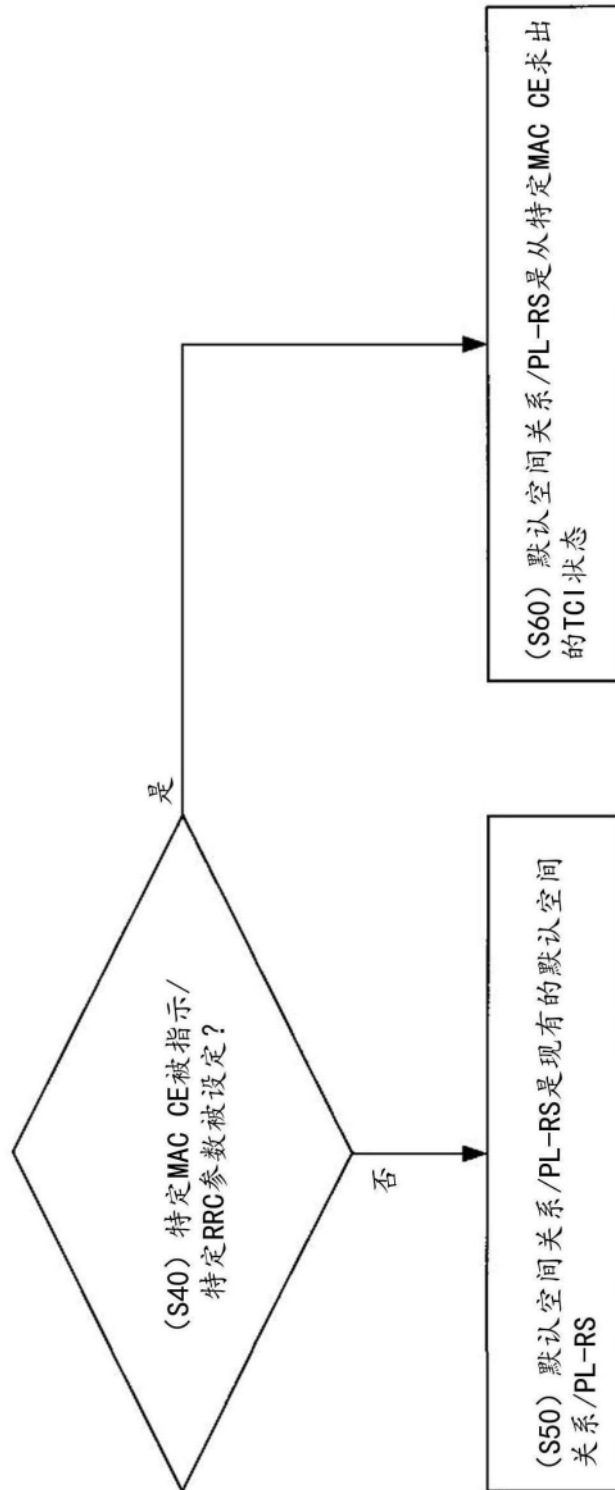 (S40) 特定MAC CE被指示/
特定RRC参数被设定?
是
否
(S50) 默认空间关系/PL-RS是现有的默认空间
关系/PL-RS
(S60) 默认空间关系/PL-RS是从特定MAC CE求出
的TCI状态